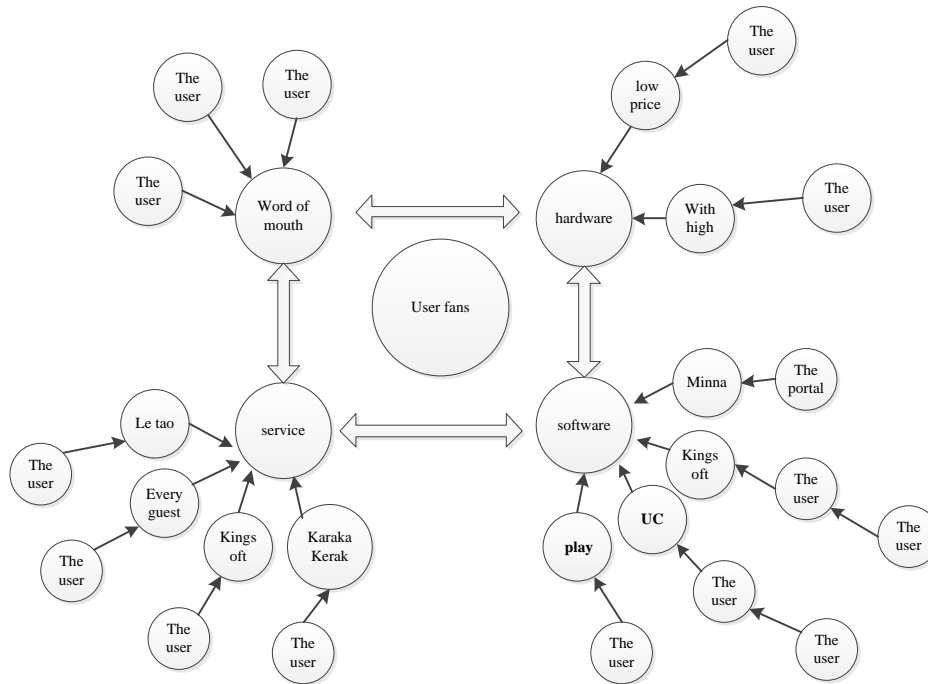 The
user
The
user
The
user
Word of
mouth
The
user
low
price
hardware
With
high
The
user
User fans
Le tao
The
user
service
Every
guest
The
user
Kings
oft
The
user
Karaka
Kerak
The
user
software
Minna
The
portal
Kings
oft
The
user
The
user
UC
The
user
The
user
play
The
user